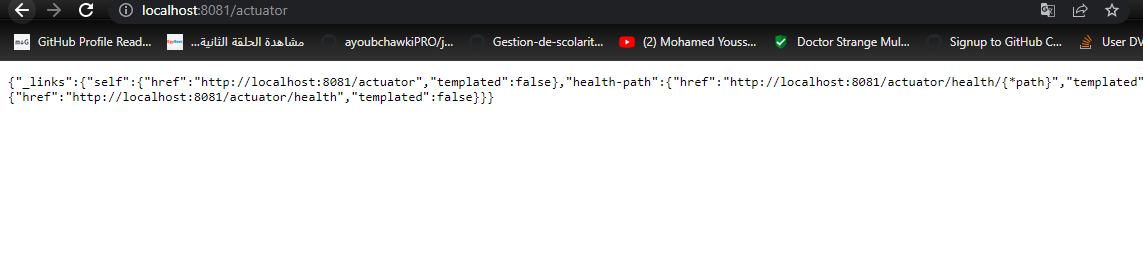 localhost:8081/actuator
GitHub Profile Read... مشاهدة الحلقة الثانية... ayoubchawkiPRO/j... Gestion-de-scolarit... (2) Mohamed Youss... Doctor Strange Mul... Signup to GitHub C... User DV
{"_links":{"self":{"href":"http://localhost:8081/actuator","templated":false},"health-path":{"href":"http://localhost:8081/actuator/health/{*path}","templated"
{"href":"http://localhost:8081/actuator/health","templated":false}}}